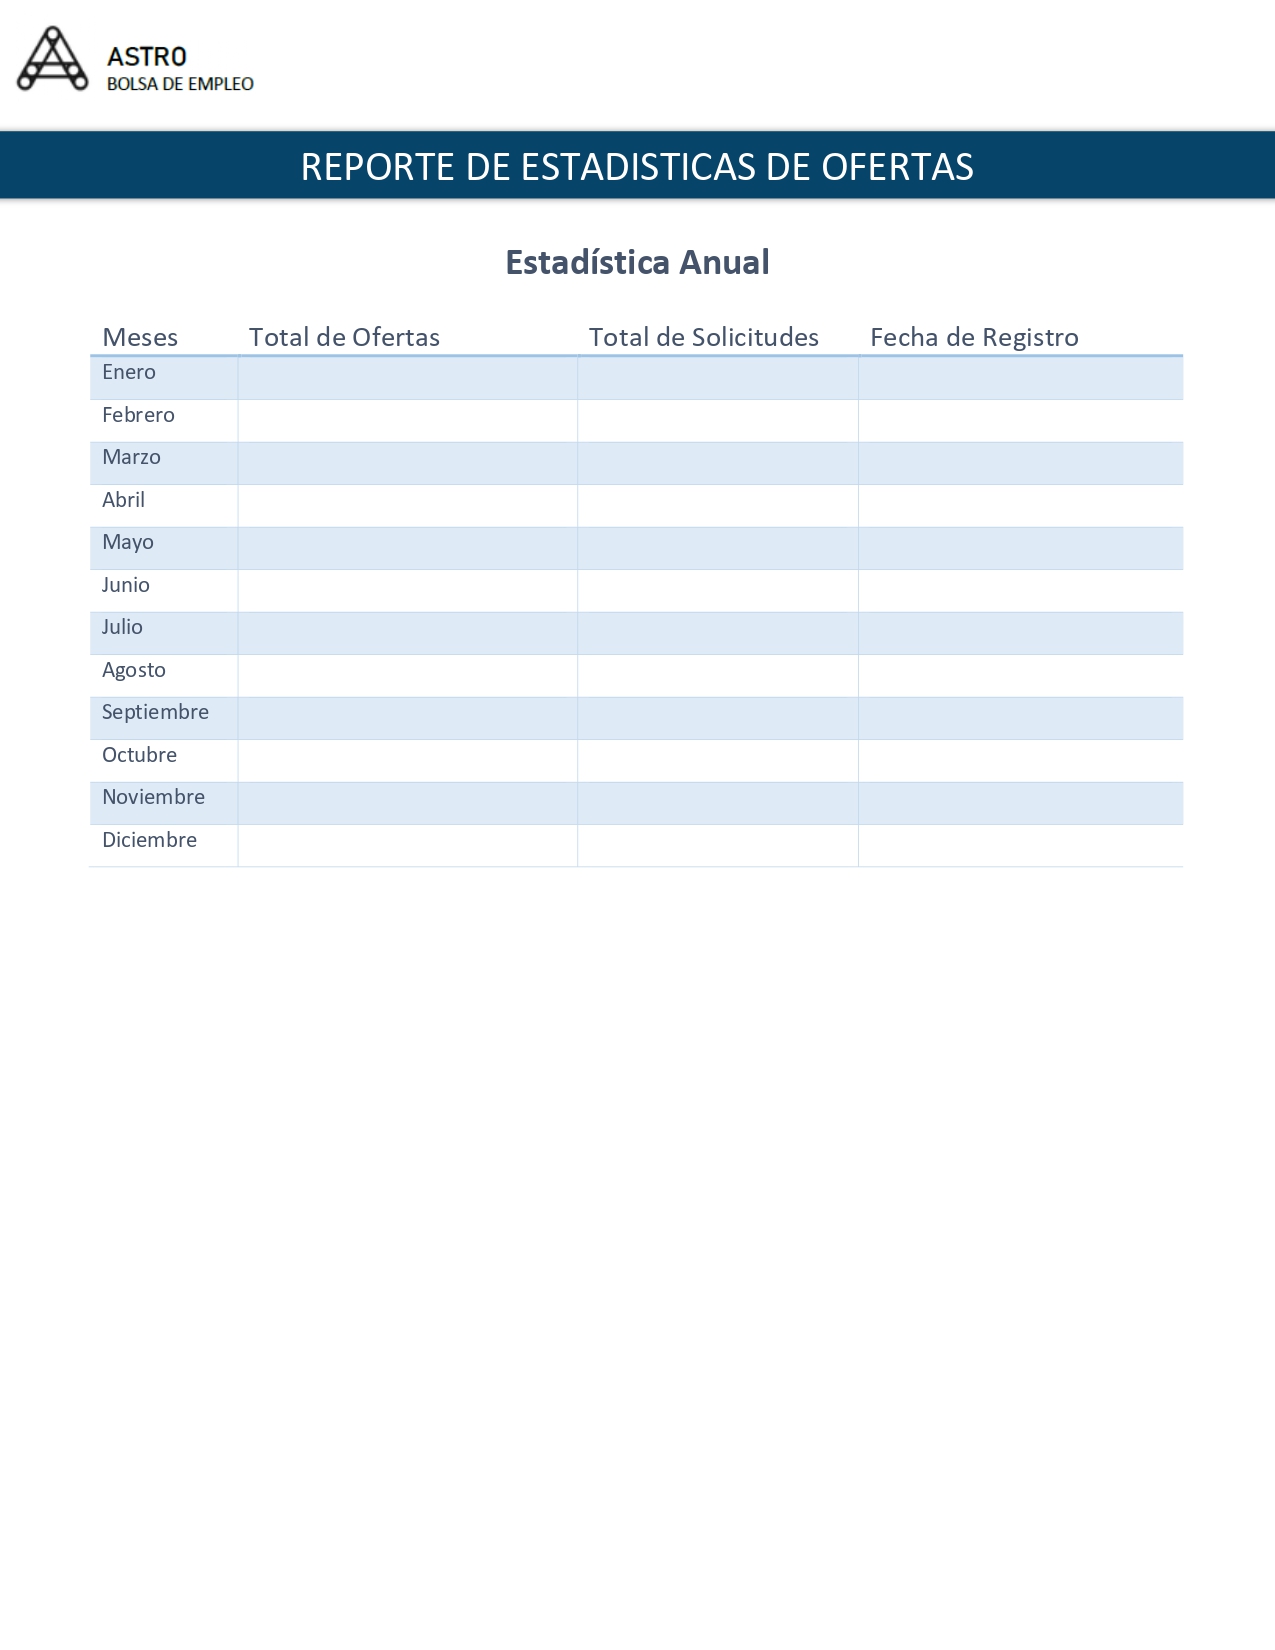 ASTRO
BOLSA DE EMPLEO
REPORTE DE ESTADISTICAS DE OFERTAS
Estadística Anual
Meses Total de Ofertas Total de Solicitudes Fecha de Registro
Enero
Febrero
Marzo
Abril
Mayo
Junio
Julio
Agosto
Septiembre
Octubre
Noviembre
Diciembre